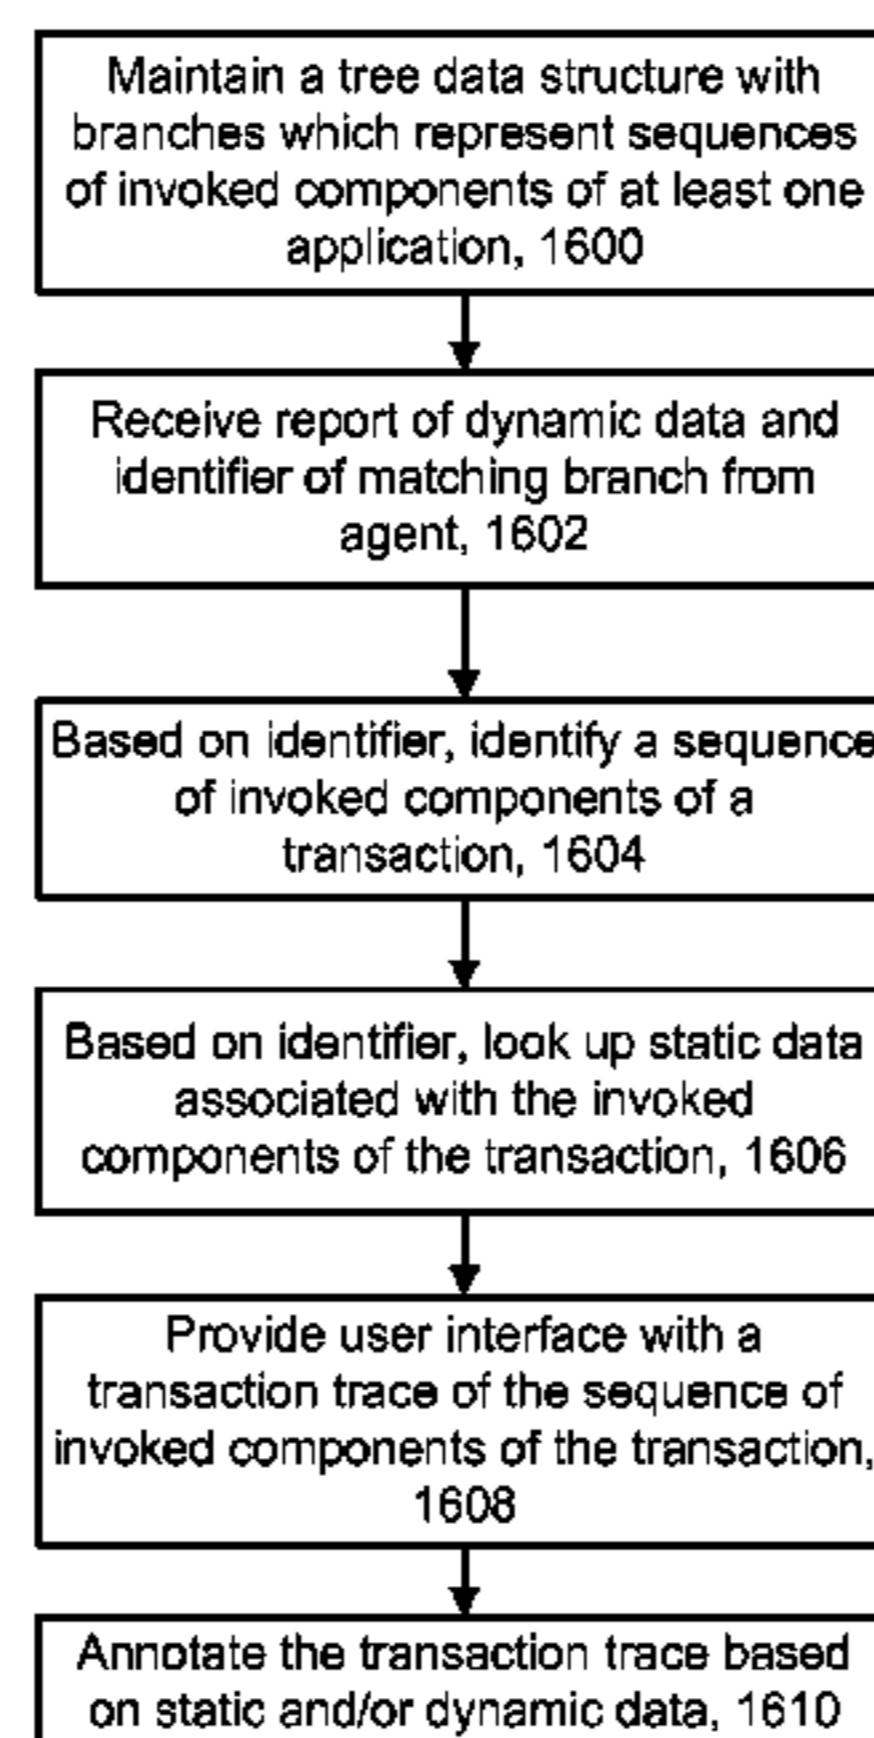 Maintain a tree data structure with
branches which represent sequences
of invoked components of at least one
application, 1600
Receive report of dynamic data and
identifier of matching branch from
agent, 1602
Based on identifier, identify a sequence
of invoked components of a
transaction, 1604
Based on identifier, look up static data
associated with the invoked
components of the transaction, 1606
Provide user interface with a
transaction trace of the sequence of
invoked components of the transaction,
1608
Annotate the transaction trace based
on static and/or dynamic data, 1610